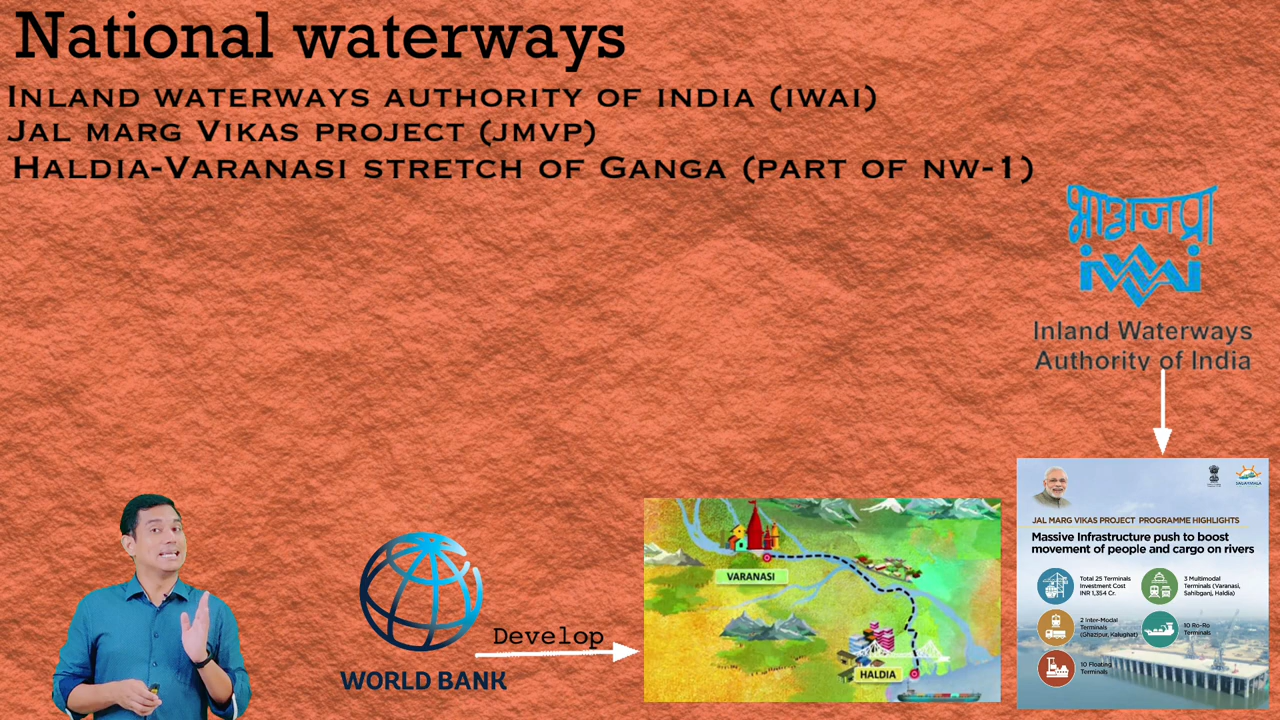 National waterways
INLAND WATERWAYS AUTHORITY OF INDIA (IWAI)
JAL MARG VIKAS PROJECT (JMVP)
HALDIA-VARANASI STRETCH OF GANGA (PART OF NW-1)
भाअजप्रा
iWAI
Inland Waterways
Authority of India
Develop
WORLD BANK
VARANASI
HALDIA
SAGARMALA
JAL MARG VIKAS PROJECT PROGRAMME HIGHLIGHTS
Massive Infrastructure push to boost
movement of people and cargo on rivers
Total 25 Terminals
Investment Cost
INR 1,354 Cr.
3 Multimodal
Terminals (Varanasi,
Sahibganj, Haldia)
2 Inter-Modal
Terminals
(Ghazipur, Kalughat)
10 Ro-Ro
Terminals
10 Floating
Terminals